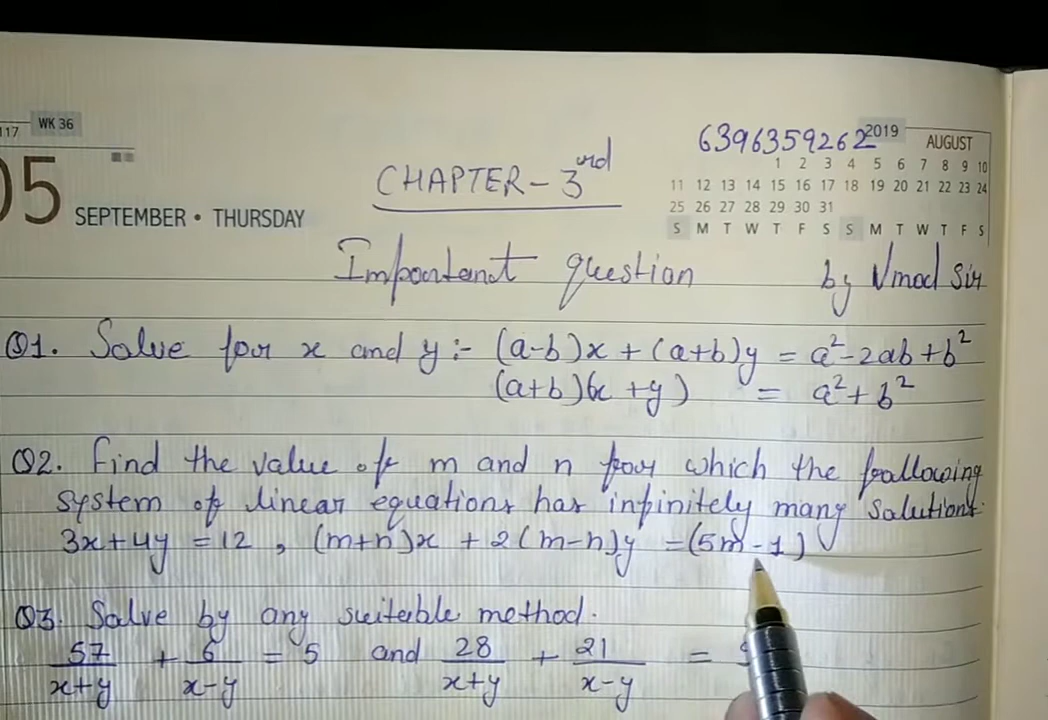 117 WK 36
05 SEPTEMBER • THURSDAY
6396359262 2019 AUGUST
1 2 3 4 5 6 7 8 9 10
11 12 13 14 15 16 17 18 19 20 21 22 23 24
25 26 27 28 29 30 31
S M T W T F S S M T W T F S
CHAPTER - 3rd
Important question by Vmod Sir
Q1. Solve for x and y :- (a-b)x + (a+b)y = a²-2ab+b²
(a+b)(x+y) = a²+b²
Q2. Find the value of m and n for which the following
system of linear equations has infinitely many solutions.
3x+4y = 12 , (m+n)x + 2(m-n)y = (5m-1)
Q3. Solve by any suitable method.
57/(x+y) + 6/(x-y) = 5 and 28/(x+y) + 21/(x-y) =